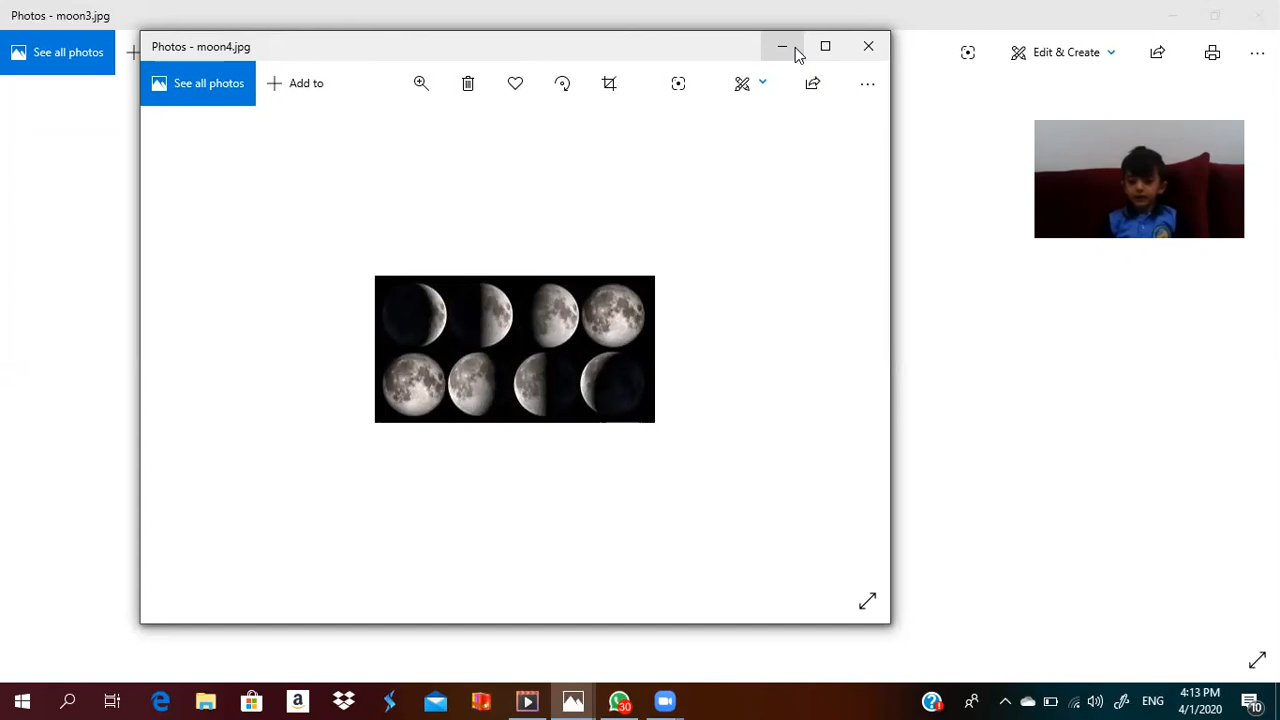 Photos - moon3.jpg
See all photos
Edit & Create
Photos - moon4.jpg
See all photos
Add to
30
ENG
4:13 PM
4/1/2020
10